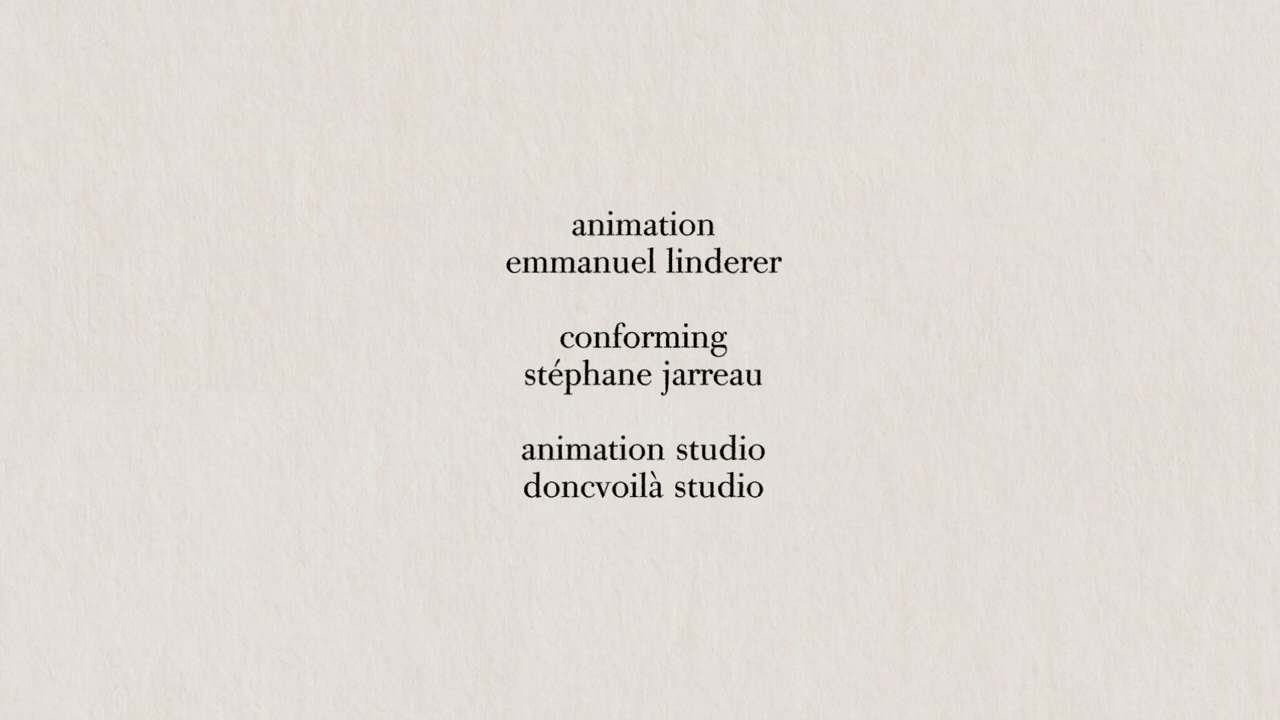 animation
emmanuel linderer
conforming
stéphane jarreau
animation studio
doncvoilà studio